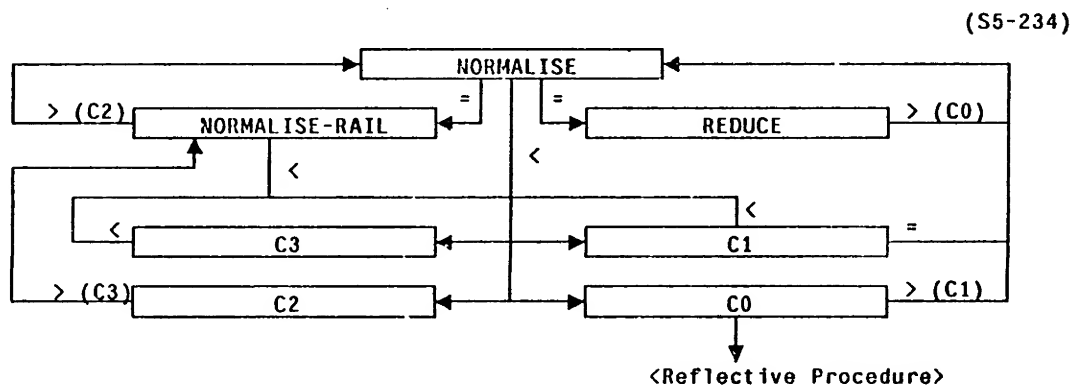 (S5-234)
NORMALISE
= =
> (C2) NORMALISE-RAIL REDUCE > (C0)
<
<
<
< C3 C1 =
> (C3) C2 C0 > (C1)
<Reflective Procedure>